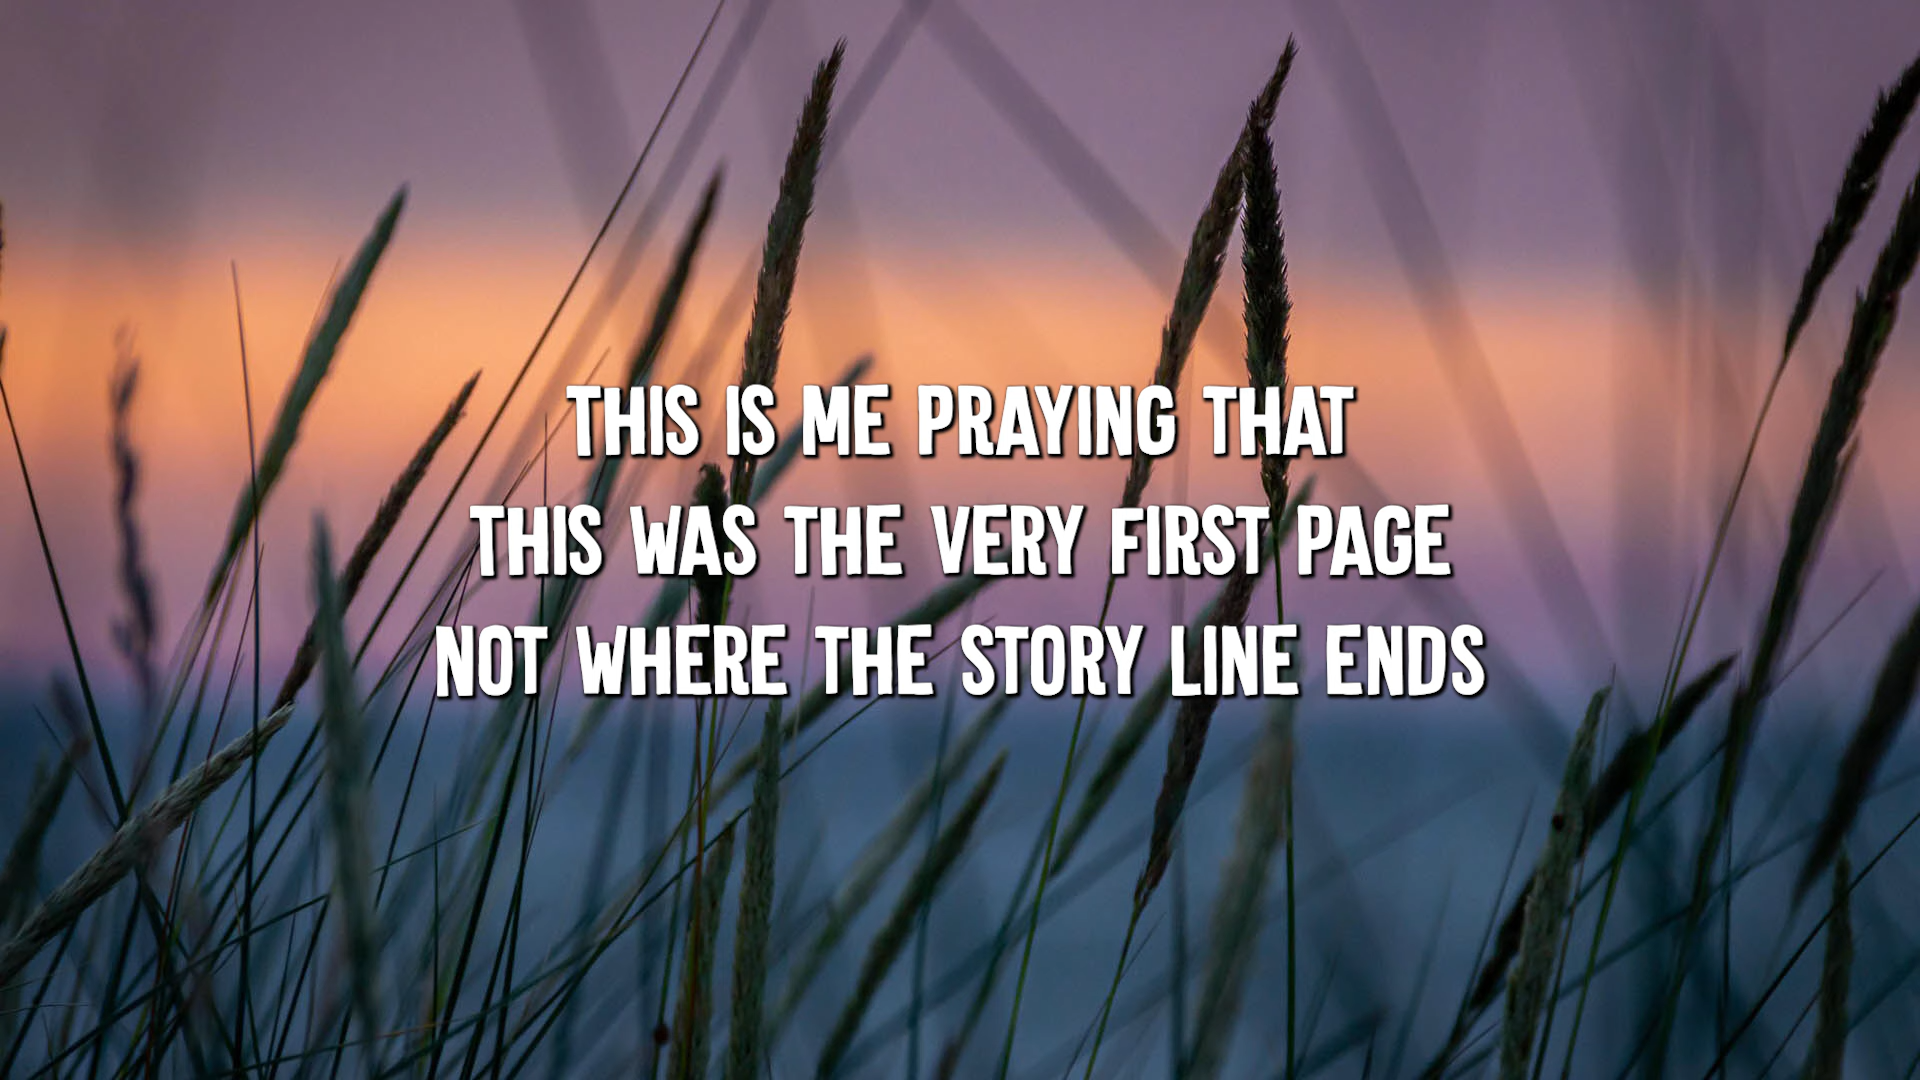 THIS IS ME PRAYING THAT
THIS WAS THE VERY FIRST PAGE
NOT WHERE THE STORY LINE ENDS